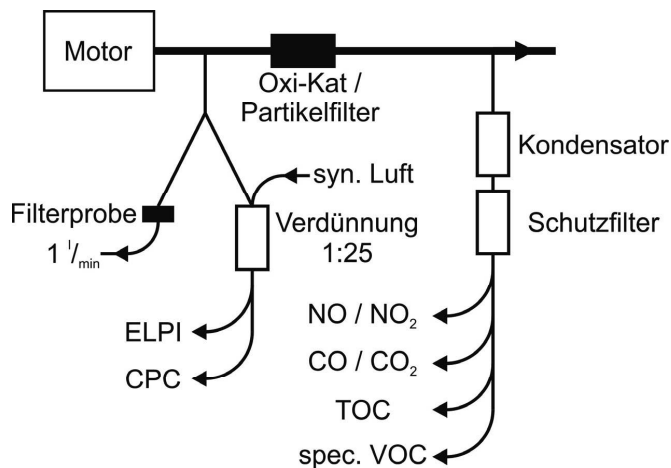 Motor
Oxi-Kat /
Partikelfilter
Kondensator
syn. Luft
Filterprobe
1 l/min
Verdünnung
1:25
Schutzfilter
ELPI
CPC
NO / NO₂
CO / CO₂
TOC
spec. VOC